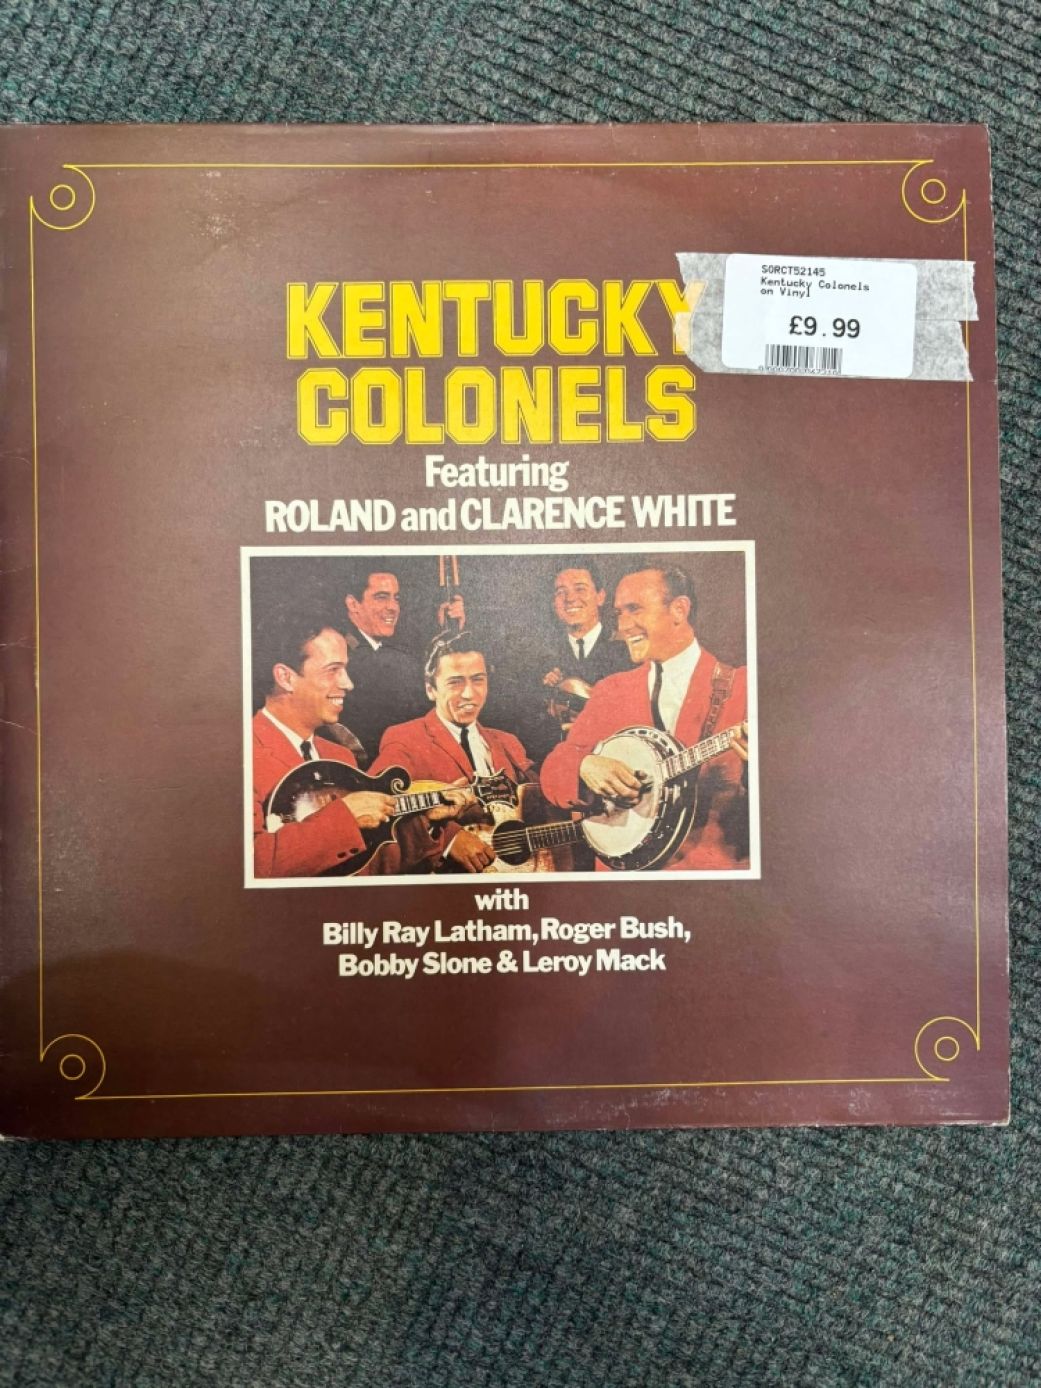 SORCT52145
Kentucky Colonels
on Vinyl
£9.99
KENTUCKY
COLONELS
Featuring
ROLAND and CLARENCE WHITE
with
Billy Ray Latham, Roger Bush,
Bobby Slone & Leroy Mack